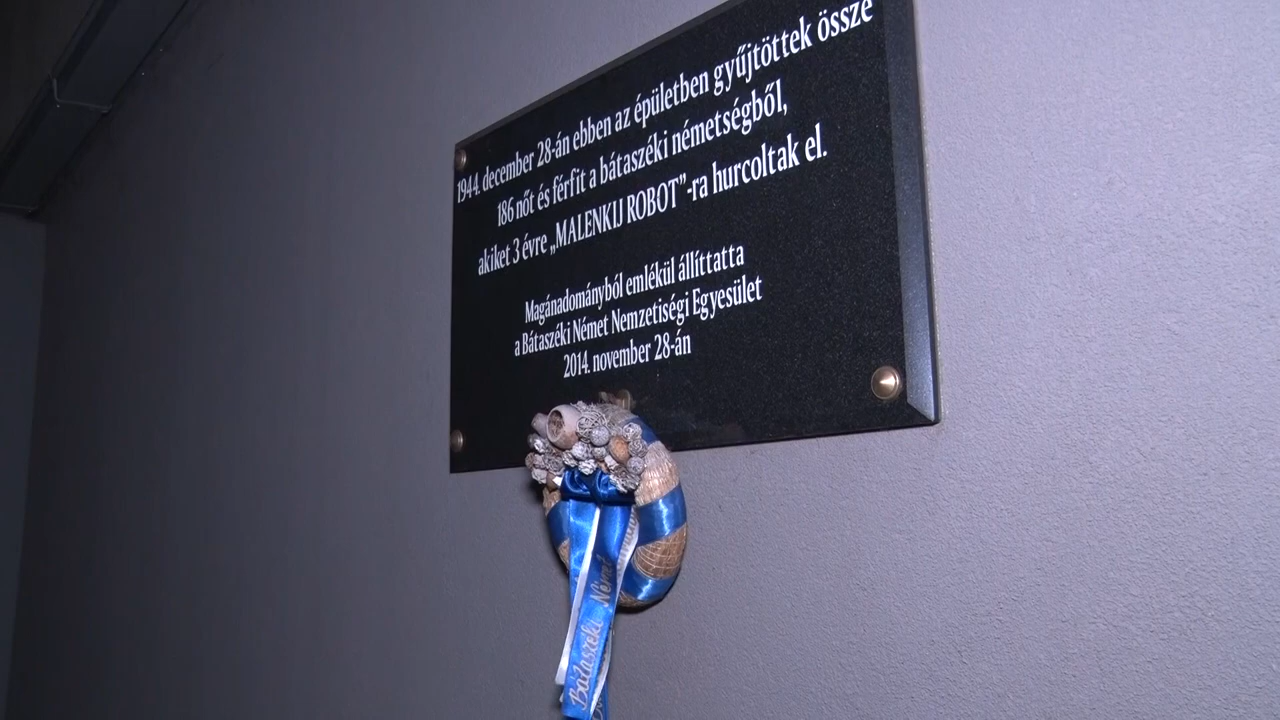 1944. december 28-án ebben az épületben gyűjtöttek össze
186 nőt és férfit a bátaszéki németségből,
akiket 3 évre „MALENKIJ ROBOT”-ra hurcoltak el.
Magánadományból emlékül állíttatta
a Bátaszéki Német Nemzetiségi Egyesület
2014. november 28-án
Bátaszéki Német